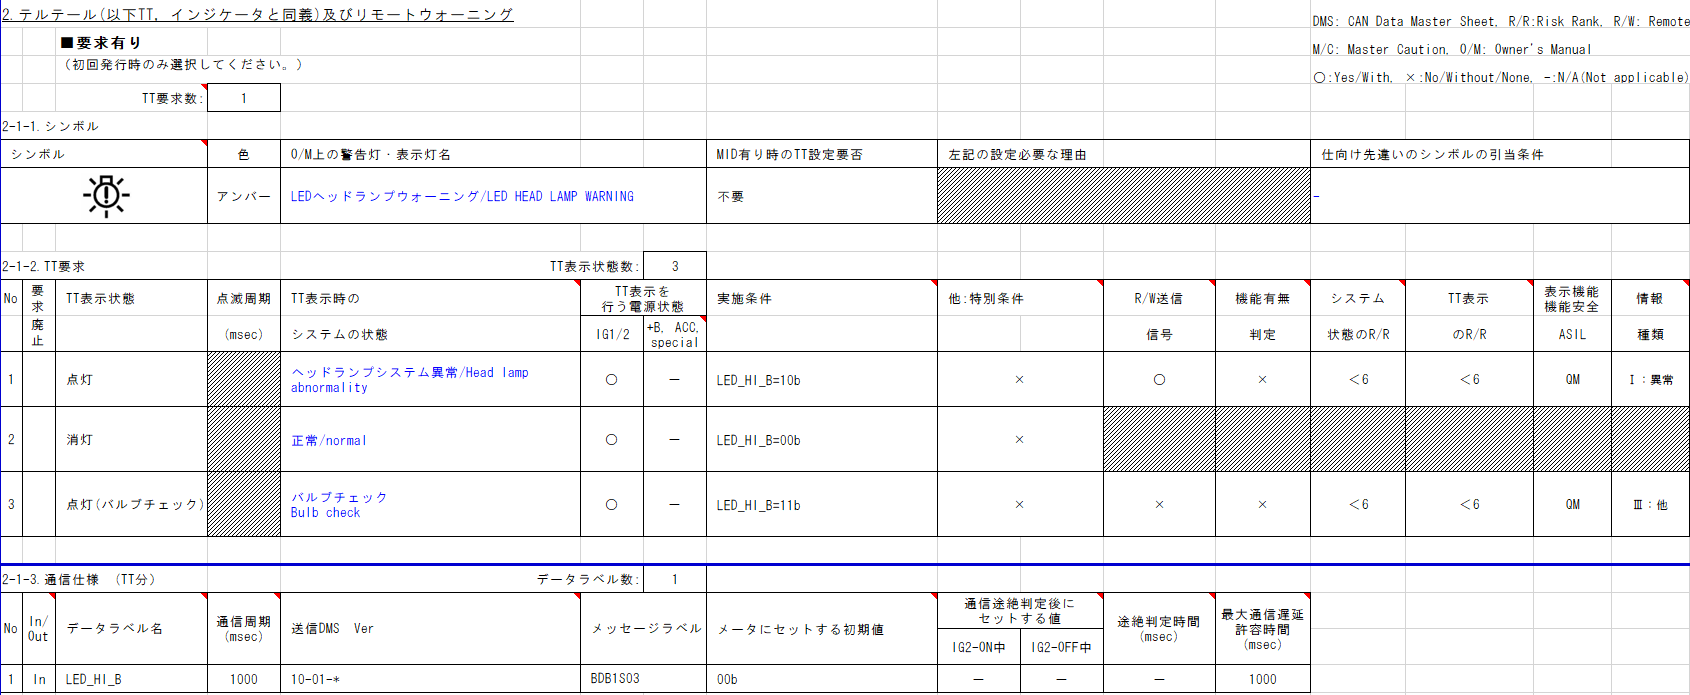 2.テルテール(以下TT, インジケータと同義)及びリモートウォーニング
DMS: CAN Data Master Sheet, R/R:Risk Rank, R/W: Remote
■要求有り
M/C: Master Caution, O/M: Owner's Manual
（初回発行時のみ選択してください。）
○:Yes/With, ×:No/Without/None, -:N/A(Not applicable)
TT要求数: 1
2-1-1.シンボル
シンボル 色 O/M上の警告灯・表示灯名 MID有り時のTT設定要否 左記の設定必要な理由 仕向け先違いのシンボルの引当条件
アンバー LEDヘッドランプウォーニング/LED HEAD LAMP WARNING 不要 -
2-1-2.TT要求 TT表示状態数: 3
No 要求廃止 TT表示状態 点滅周期 (msec) TT表示時の システムの状態 TT表示を 行う電源状態 IG1/2 +B, ACC, special 実施条件 他:特別条件 R/W送信 信号 機能有無 判定 システム 状態のR/R TT表示 のR/R 表示機能 機能安全 ASIL 情報 種類
1 点灯 ヘッドランプシステム異常/Head lamp abnormality ○ － LED_HI_B=10b × ○ × ＜6 ＜6 QM Ⅰ：異常
2 消灯 正常/normal ○ － LED_HI_B=00b ×
3 点灯(バルブチェック) バルブチェック Bulb check ○ － LED_HI_B=11b × × × ＜6 ＜6 QM Ⅲ：他
2-1-3.通信仕様 （TT分） データラベル数: 1
No In/Out データラベル名 通信周期 (msec) 送信DMS Ver メッセージラベル メータにセットする初期値 通信途絶判定後に セットする値 IG2-ON中 IG2-OFF中 途絶判定時間 (msec) 最大通信遅延 許容時間 (msec)
1 In LED_HI_B 1000 10-01-* BDB1S03 00b － － － 1000